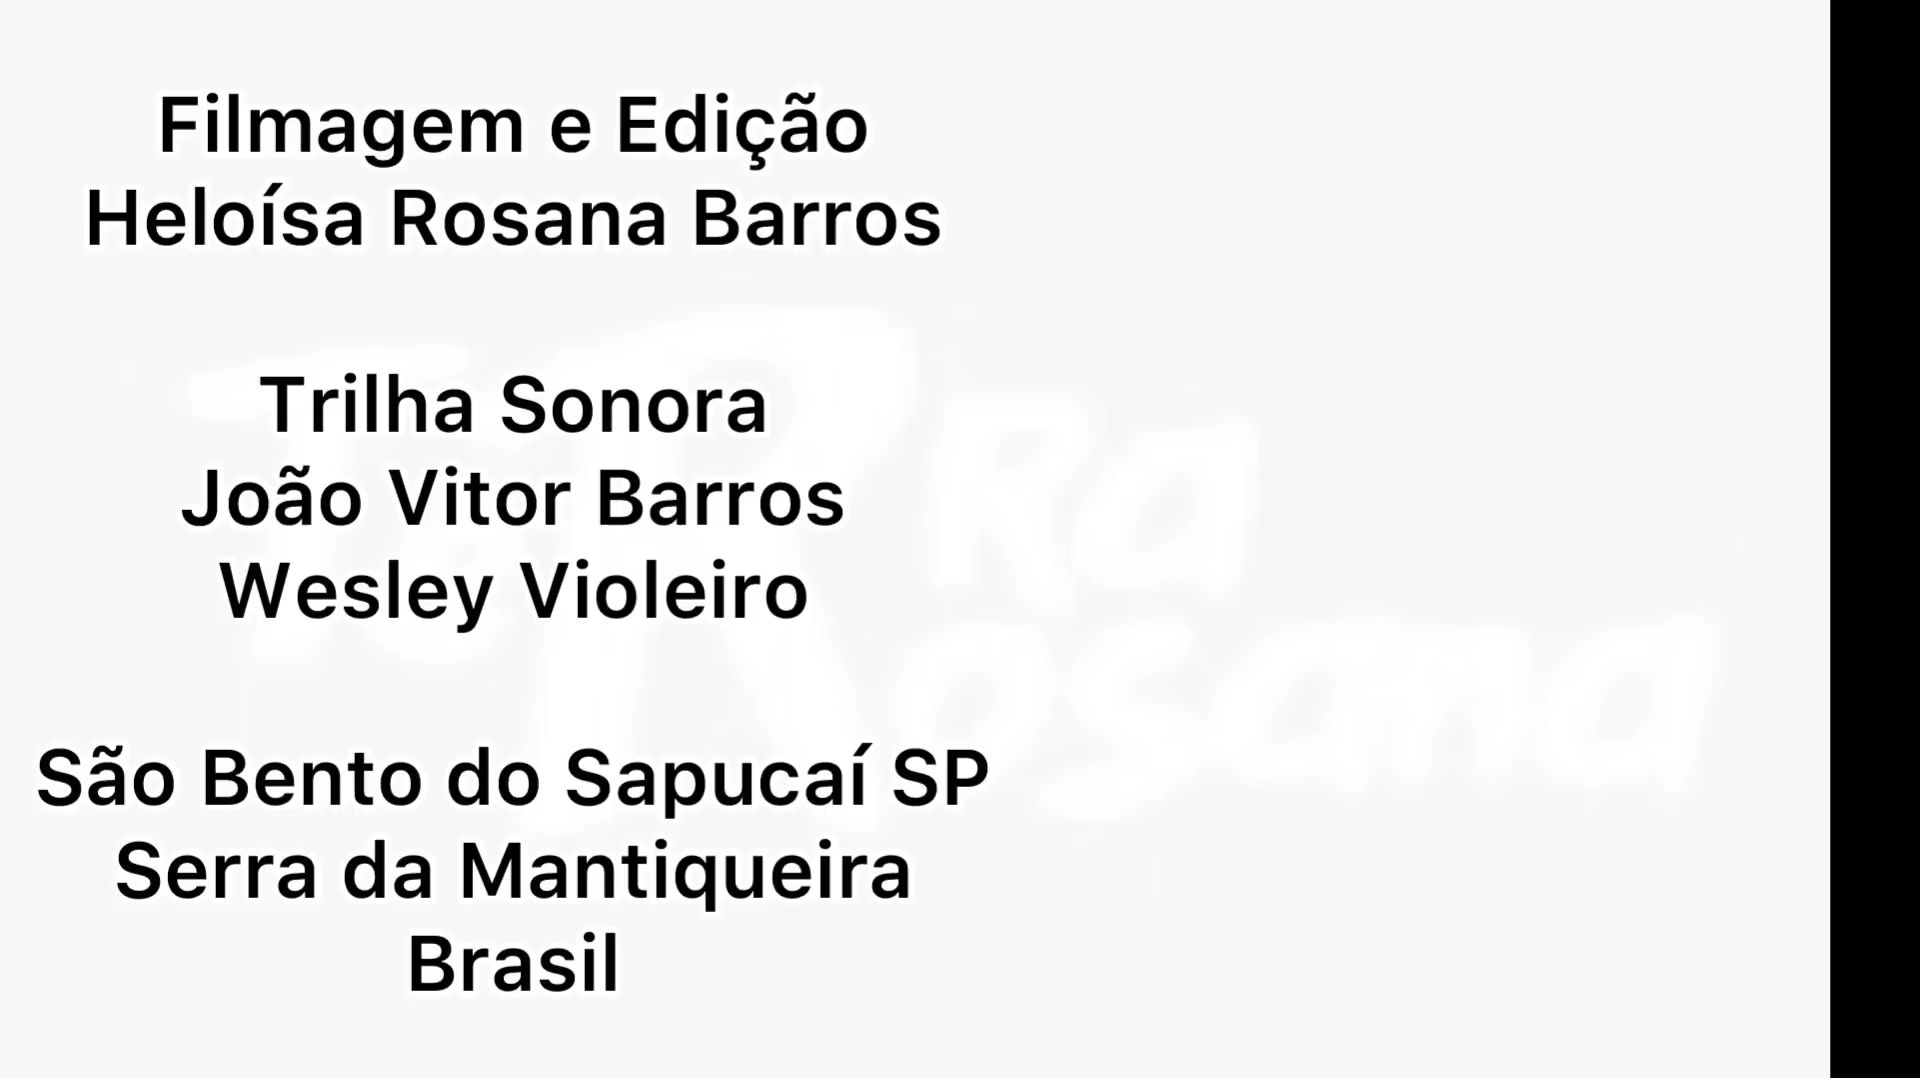 Filmagem e Edição
Heloísa Rosana Barros
Trilha Sonora
João Vitor Barros
Wesley Violeiro
São Bento do Sapucaí SP
Serra da Mantiqueira
Brasil
Rosana